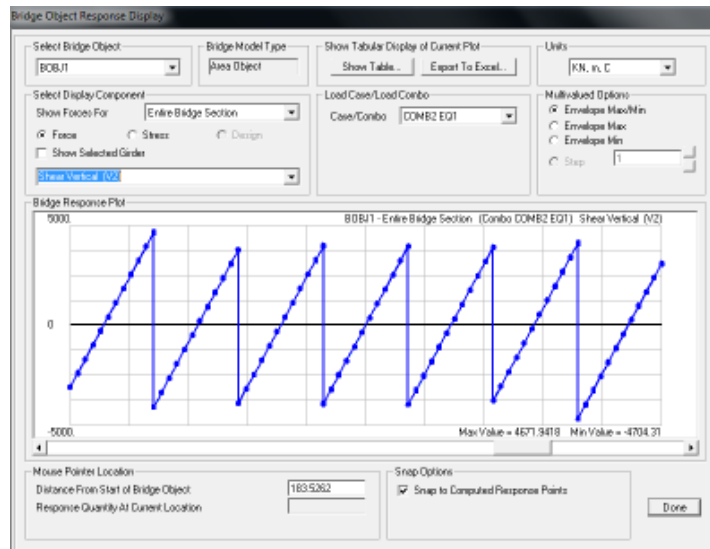 Bridge Object Response Display
Select Bridge Object
BOBJ1
Bridge Model Type
Area Object
Show Tabular Display of Current Plot
Show Table...
Export To Excel...
Units
KN, m, C
Select Display Component
Show Forces For
Entire Bridge Section
Force
Stress
Design
Show Selected Girder
Shear Vertical (V2)
Load Case/Load Combo
Case/Combo
COMB2 EQ1
Multivalued Options
Envelope Max/Min
Envelope Max
Envelope Min
Step
1
Bridge Response Plot
5000.
BOBJ1 - Entire Bridge Section (Combo COMB2 EQ1) Shear Vertical (V2)
0
-5000.
Max Value = 4671.9418 Min Value = -4704.31
Mouse Pointer Location
Distance From Start of Bridge Object
183.5262
Response Quantity At Current Location
Snap Options
Snap to Computed Response Points
Done